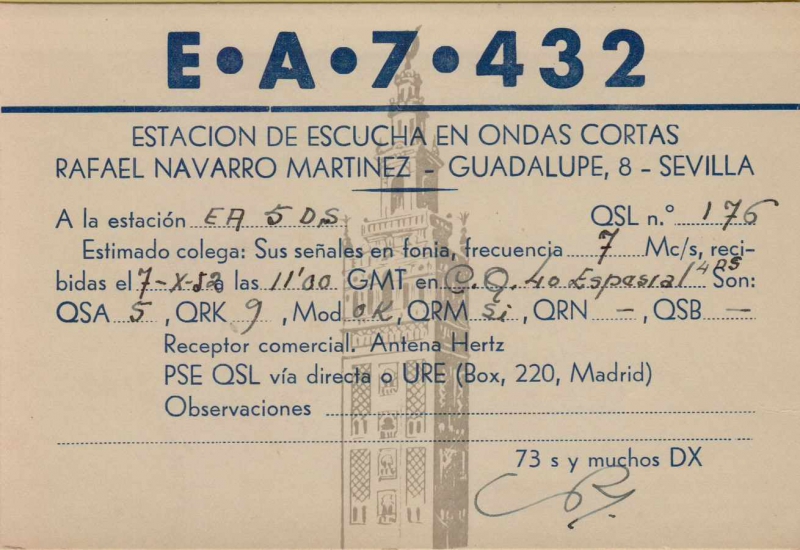 E•A•7•432
ESTACION DE ESCUCHA EN ONDAS CORTAS
RAFAEL NAVARRO MARTINEZ - GUADALUPE, 8 - SEVILLA
A la estación EA 5 DS QSL n.º 176
Estimado colega: Sus señales en fonia, frecuencia 7 Mc/s, reci-
bidas el 7-X-52 a las 11'00 GMT en C.Q. 40 Son:
QSA 5, QRK 9, Mod OK, QRM Si, QRN -, QSB -
Receptor comercial. Antena Hertz
PSE QSL vía directa o URE (Box, 220, Madrid)
Observaciones
73 s y muchos DX